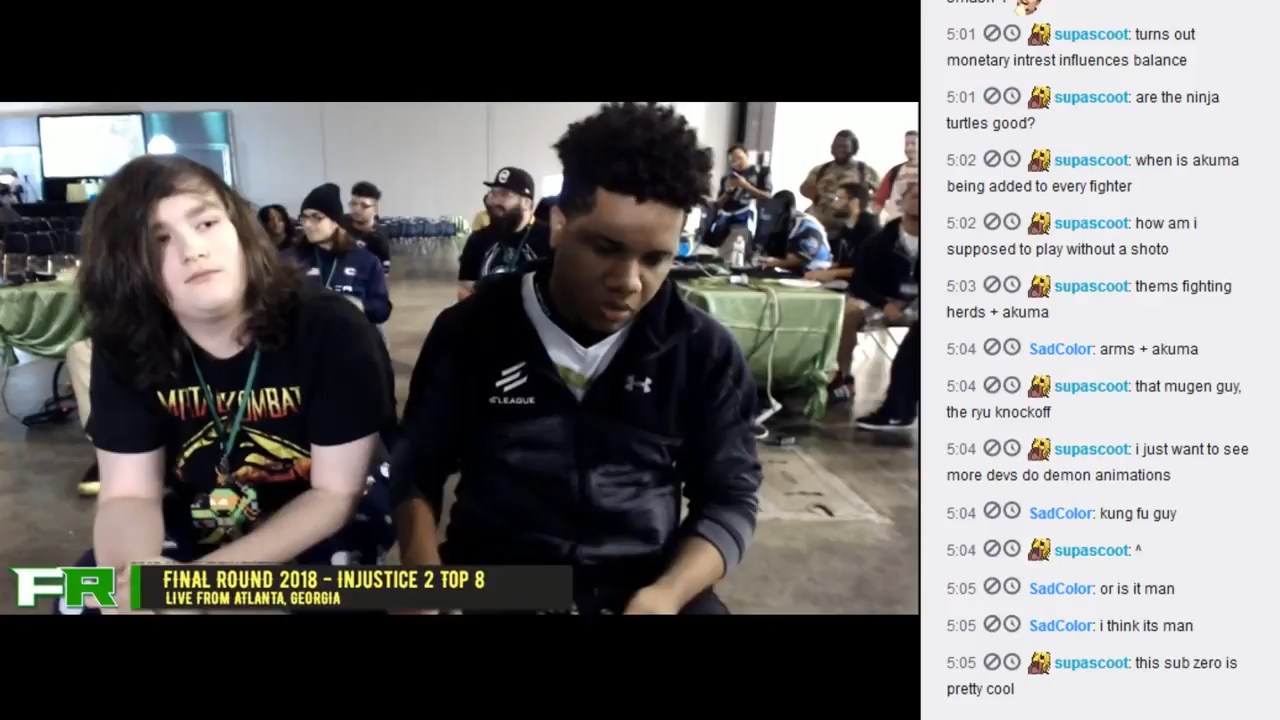 5:01 supascoot: turns out
monetary intrest influences balance
5:01 supascoot: are the ninja
turtles good?
5:02 supascoot: when is akuma
being added to every fighter
5:02 supascoot: how am i
supposed to play without a shoto
5:03 supascoot: thems fighting
herds + akuma
5:04 SadColor: arms + akuma
5:04 supascoot: that mugen guy,
the ryu knockoff
5:04 supascoot: i just want to see
more devs do demon animations
5:04 SadColor: kung fu guy
5:04 supascoot: ^
5:05 SadColor: or is it man
5:05 SadColor: i think its man
5:05 supascoot: this sub zero is
pretty cool
ELEAGUE
FR
FINAL ROUND 2018 - INJUSTICE 2 TOP 8
LIVE FROM ATLANTA, GEORGIA